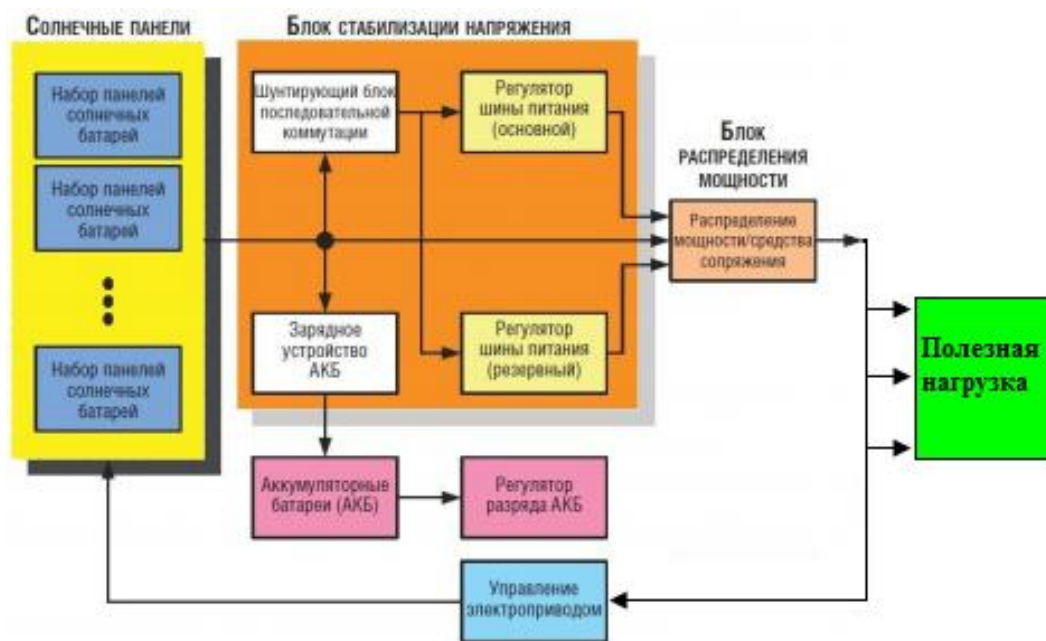 СОЛНЕЧНЫЕ ПАНЕЛИ
Набор панелей
солнечных
батарей
Набор панелей
солнечных
батарей
Набор панелей
солнечных
батарей
БЛОК СТАБИЛИЗАЦИИ НАПРЯЖЕНИЯ
Шунтирующий блок
последовательной
коммутации
Регулятор
шины питания
(основной)
Зарядное
устройство
АКБ
Регулятор
шины питания
(резервный)
Аккумуляторные
батареи (АКБ)
Регулятор
разряда АКБ
БЛОК
РАСПРЕДЕЛЕНИЯ
МОЩНОСТИ
Распределение
мощности/средства
сопряжения
Полезная
нагрузка
Управление
электроприводом